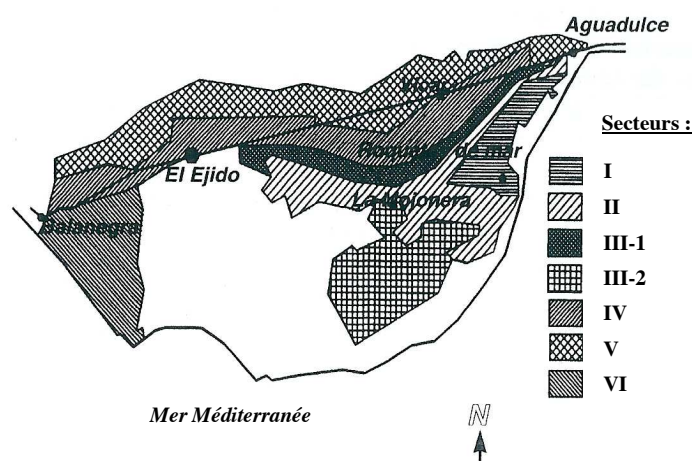 Aguadulce
Vicar
Secteurs :
Roquetas de mar
El Ejido
I
La Mojonera
II
Balanegra
III-1
III-2
IV
V
VI
Mer Méditerranée
N